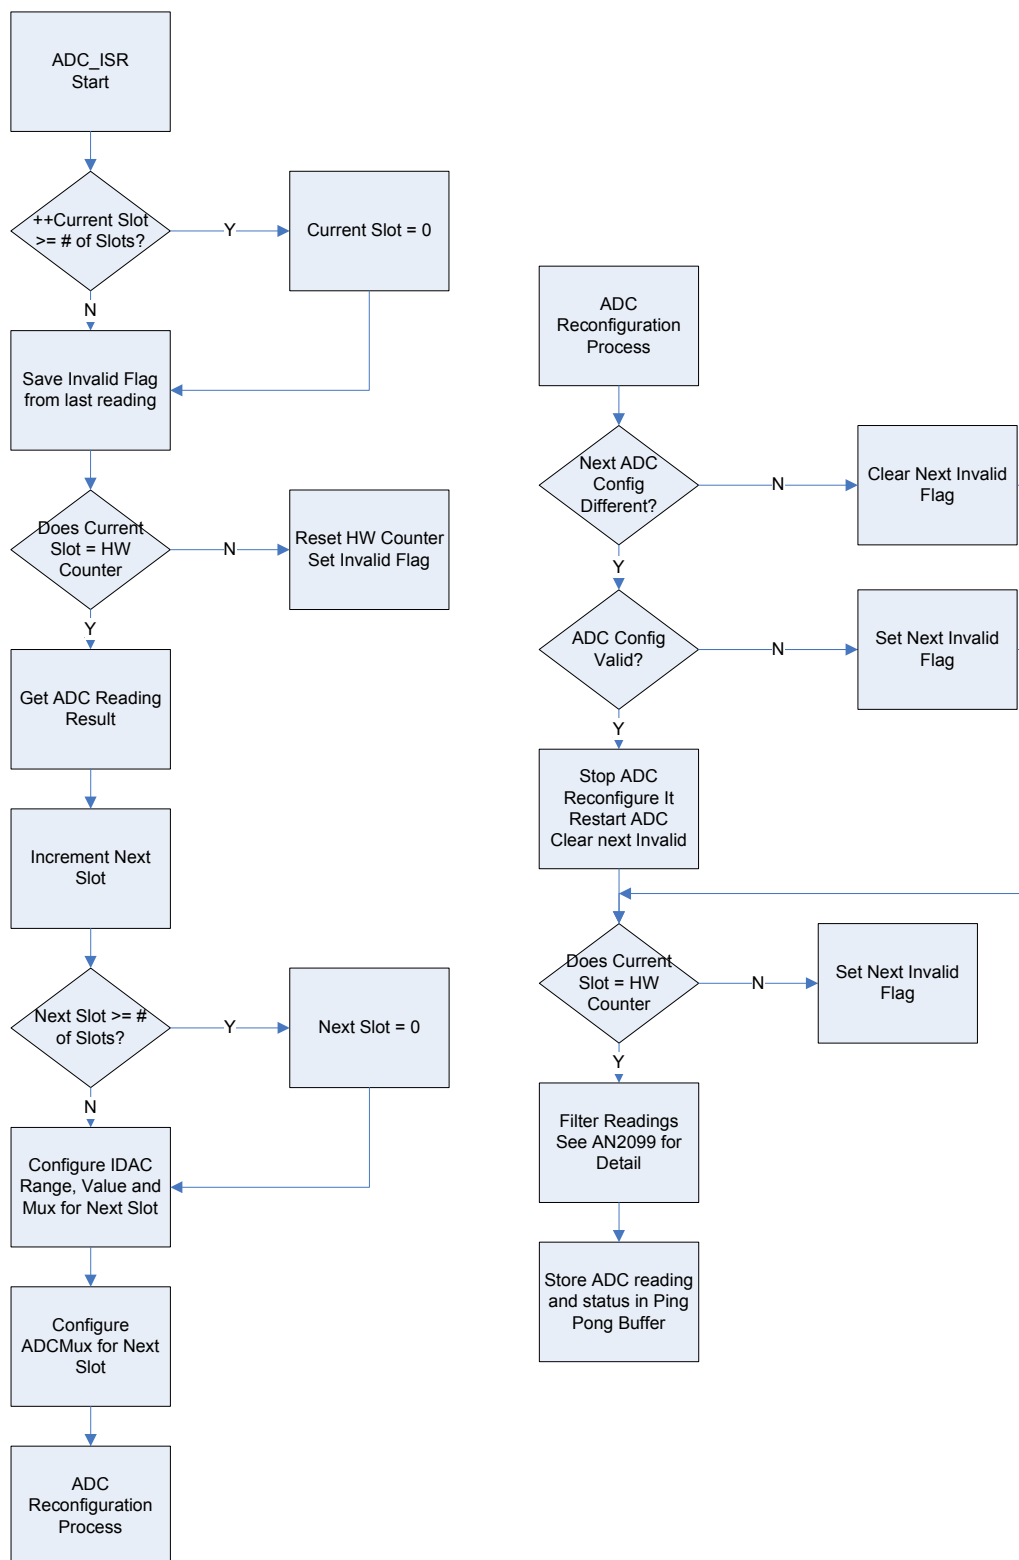 ADC_ISR
Start
++Current Slot
>= # of Slots?
Y
Current Slot = 0
N
Save Invalid Flag
from last reading
Does Current
Slot = HW
Counter
N
Reset HW Counter
Set Invalid Flag
Y
Get ADC Reading
Result
Increment Next
Slot
Next Slot >= #
of Slots?
Y
Next Slot = 0
N
Configure IDAC
Range, Value and
Mux for Next Slot
Configure
ADCMux for Next
Slot
ADC
Reconfiguration
Process
ADC
Reconfiguration
Process
Next ADC
Config
Different?
N
Clear Next Invalid
Flag
Y
ADC Config
Valid?
N
Set Next Invalid
Flag
Y
Stop ADC
Reconfigure It
Restart ADC
Clear next Invalid
Does Current
Slot = HW
Counter
N
Set Next Invalid
Flag
Y
Filter Readings
See AN2099 for
Detail
Store ADC reading
and status in Ping
Pong Buffer